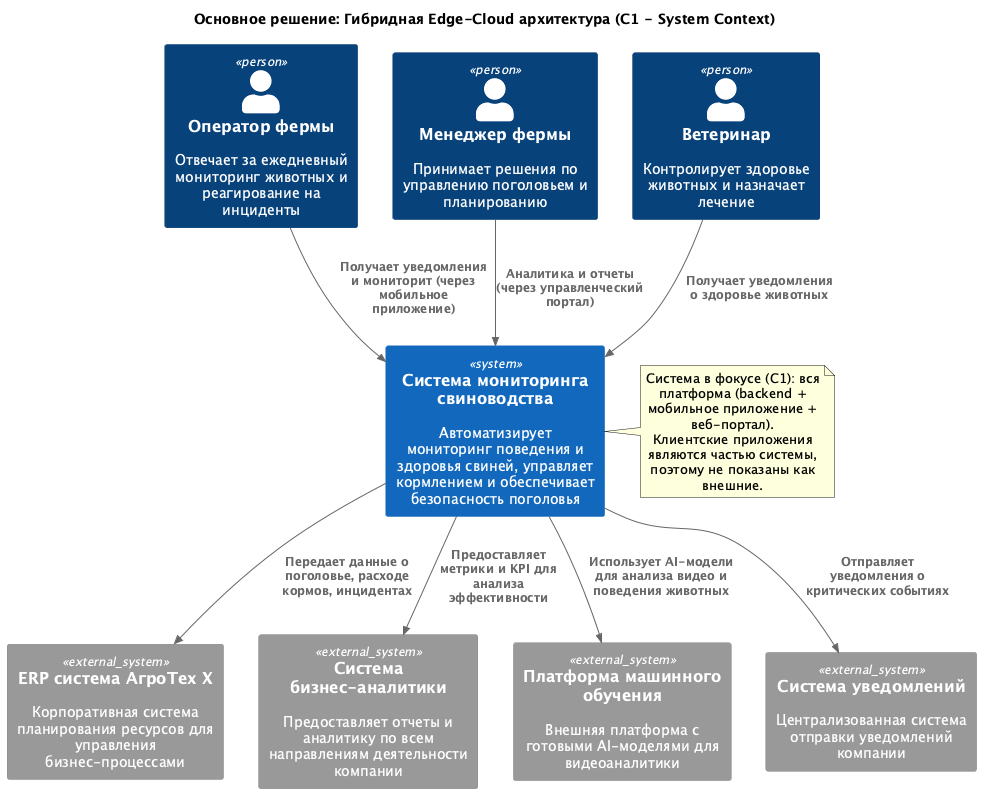 Основное решение: Гибридная Edge-Cloud архитектура (C1 - System Context)
«person»
Оператор фермы
Отвечает за ежедневный
мониторинг животных и
реагирование на
инциденты
«person»
Менеджер фермы
Принимает решения по
управлению поголовьем и
планированию
«person»
Ветеринар
Контролирует здоровье
животных и назначает
лечение
Получает уведомления
и мониторит (через
мобильное
приложение)
Аналитика и отчеты
(через управленческий
портал)
Получает уведомления
о здоровье животных
«system»
Система мониторинга
свиноводства
Автоматизирует
мониторинг поведения и
здоровья свиней, управляет
кормлением и обеспечивает
безопасность поголовья
Система в фокусе (C1): вся
платформа (backend +
мобильное приложение +
веб-портал).
Клиентские приложения
являются частью системы,
поэтому не показаны как
внешние.
Передает данные о
поголовье, расходе
кормов, инцидентах
Предоставляет
метрики и KPI для
анализа
эффективности
Использует AI-модели
для анализа видео и
поведения животных
Отправляет
уведомления о
критических событиях
«external_system»
ERP система АгроТех X
Корпоративная система
планирования ресурсов для
управления
бизнес-процессами
«external_system»
Система
бизнес-аналитики
Предоставляет отчеты и
аналитику по всем
направлениям деятельности
компании
«external_system»
Платформа машинного
обучения
Внешняя платформа с
готовыми AI-моделями для
видеоаналитики
«external_system»
Система уведомлений
Централизованная система
отправки уведомлений
компании